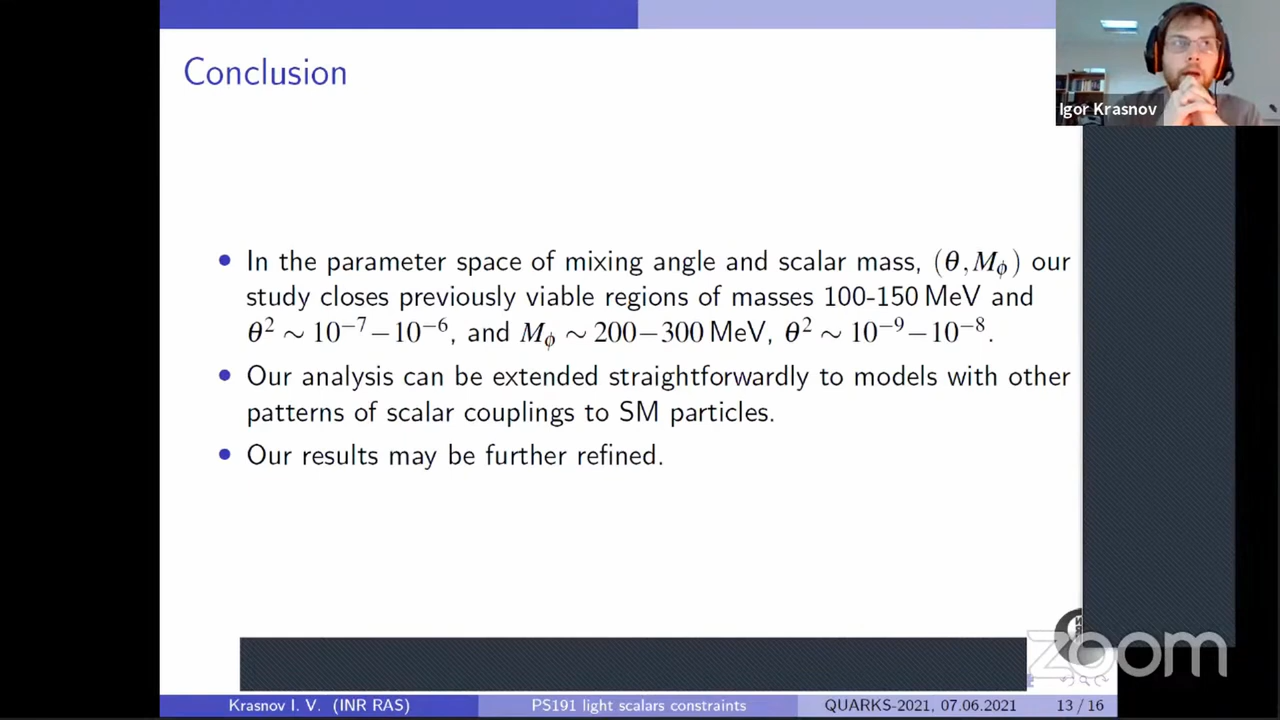 Conclusion
Igor Krasnov
• In the parameter space of mixing angle and scalar mass, (θ, M_ϕ) our
study closes previously viable regions of masses 100-150 MeV and
θ² ∼ 10⁻⁷ − 10⁻⁶, and M_ϕ ∼ 200−300 MeV, θ² ∼ 10⁻⁹ − 10⁻⁸.
• Our analysis can be extended straightforwardly to models with other
patterns of scalar couplings to SM particles.
• Our results may be further refined.
zoom
Krasnov I. V. (INR RAS) PS191 light scalars constraints QUARKS-2021, 07.06.2021 13 / 16